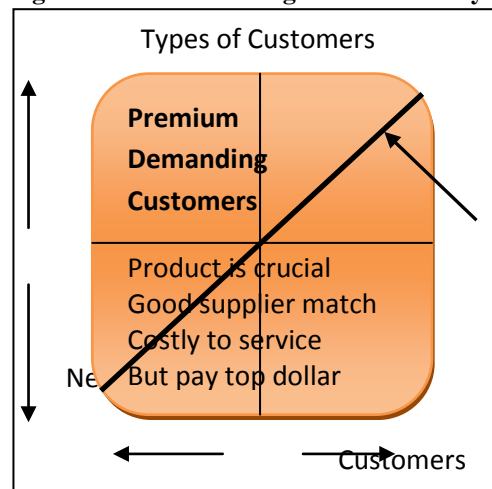 Types of Customers
Premium
Demanding
Customers
Product is crucial
Good supplier match
Costly to service
But pay top dollar
Customers